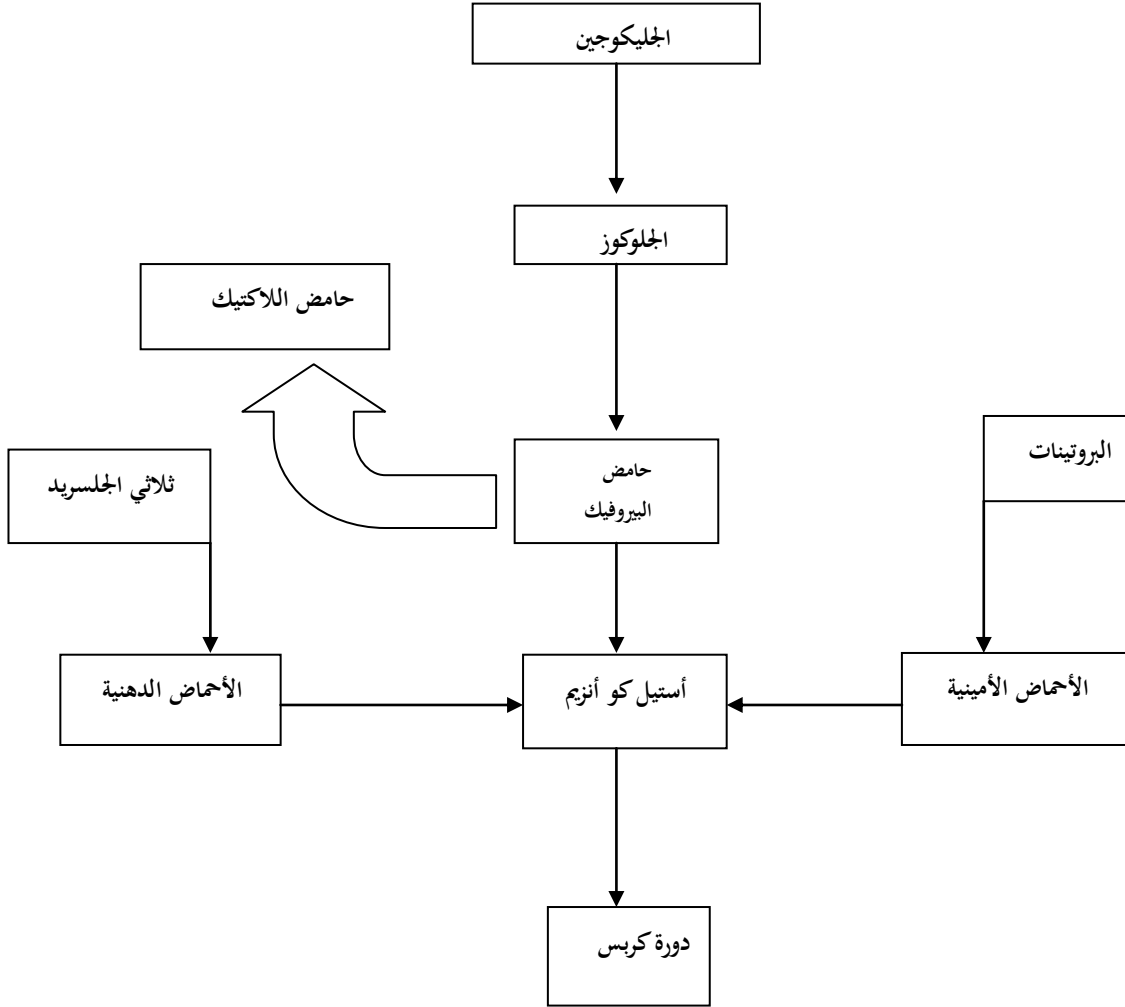 الجليكوجين
الجلوكوز
حامض اللاكتيك
حامض
البيروفيك
البروتينات
ثلاثي الجلسريد
الأحماض الأمينية
أستيل كو أنزيم
الأحماض الدهنية
دورة كربس